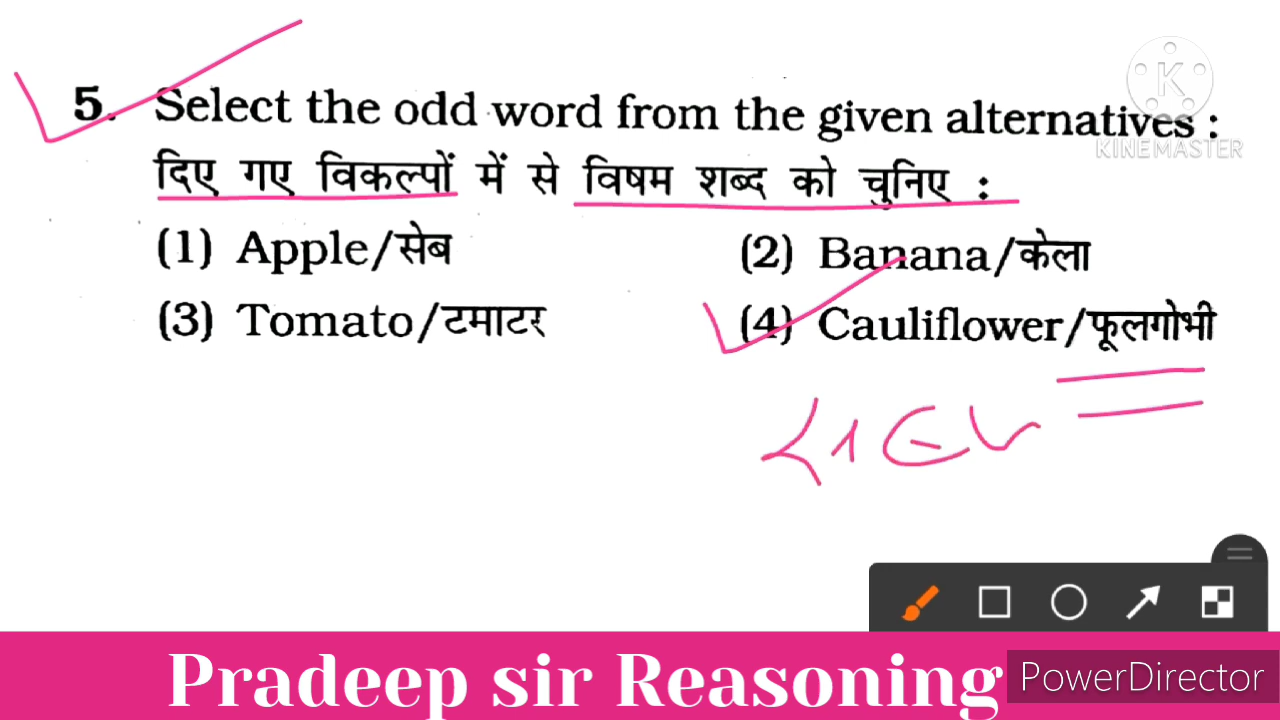 KINEMASTER
5. Select the odd word from the given alternatives :
दिए गए विकल्पों में से विषम शब्द को चुनिए :
(1) Apple/सेब (2) Banana/केला
(3) Tomato/टमाटर (4) Cauliflower/फूलगोभी
Pradeep sir Reasoning
PowerDirector